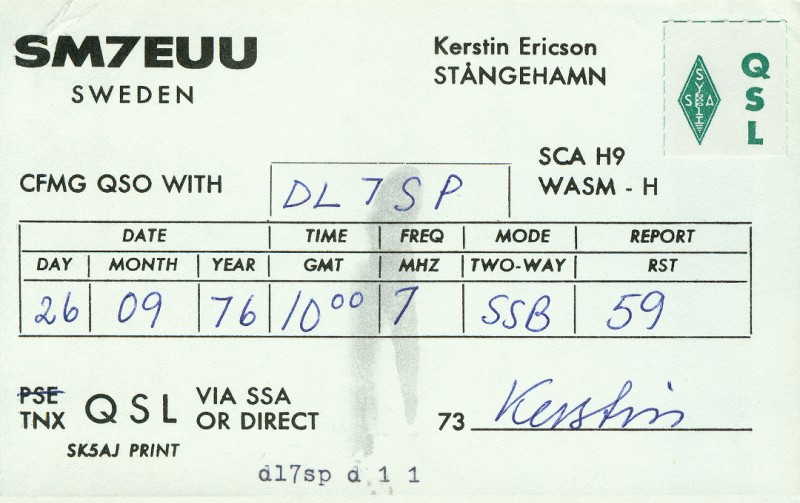 SM7EUU
SWEDEN
Kerstin Ericson
STÅNGEHAMN
QSL
SSA
CFMG QSO WITH DL7SP
SCA H9
WASM - H
DATE TIME FREQ MODE REPORT
DAY MONTH YEAR GMT MHZ TWO-WAY RST
26 09 76 10⁰⁰ 7 SSB 59
PSE
TNX QSL VIA SSA
OR DIRECT
73 Kerstin
SK5AJ PRINT
dl7sp d 1 1